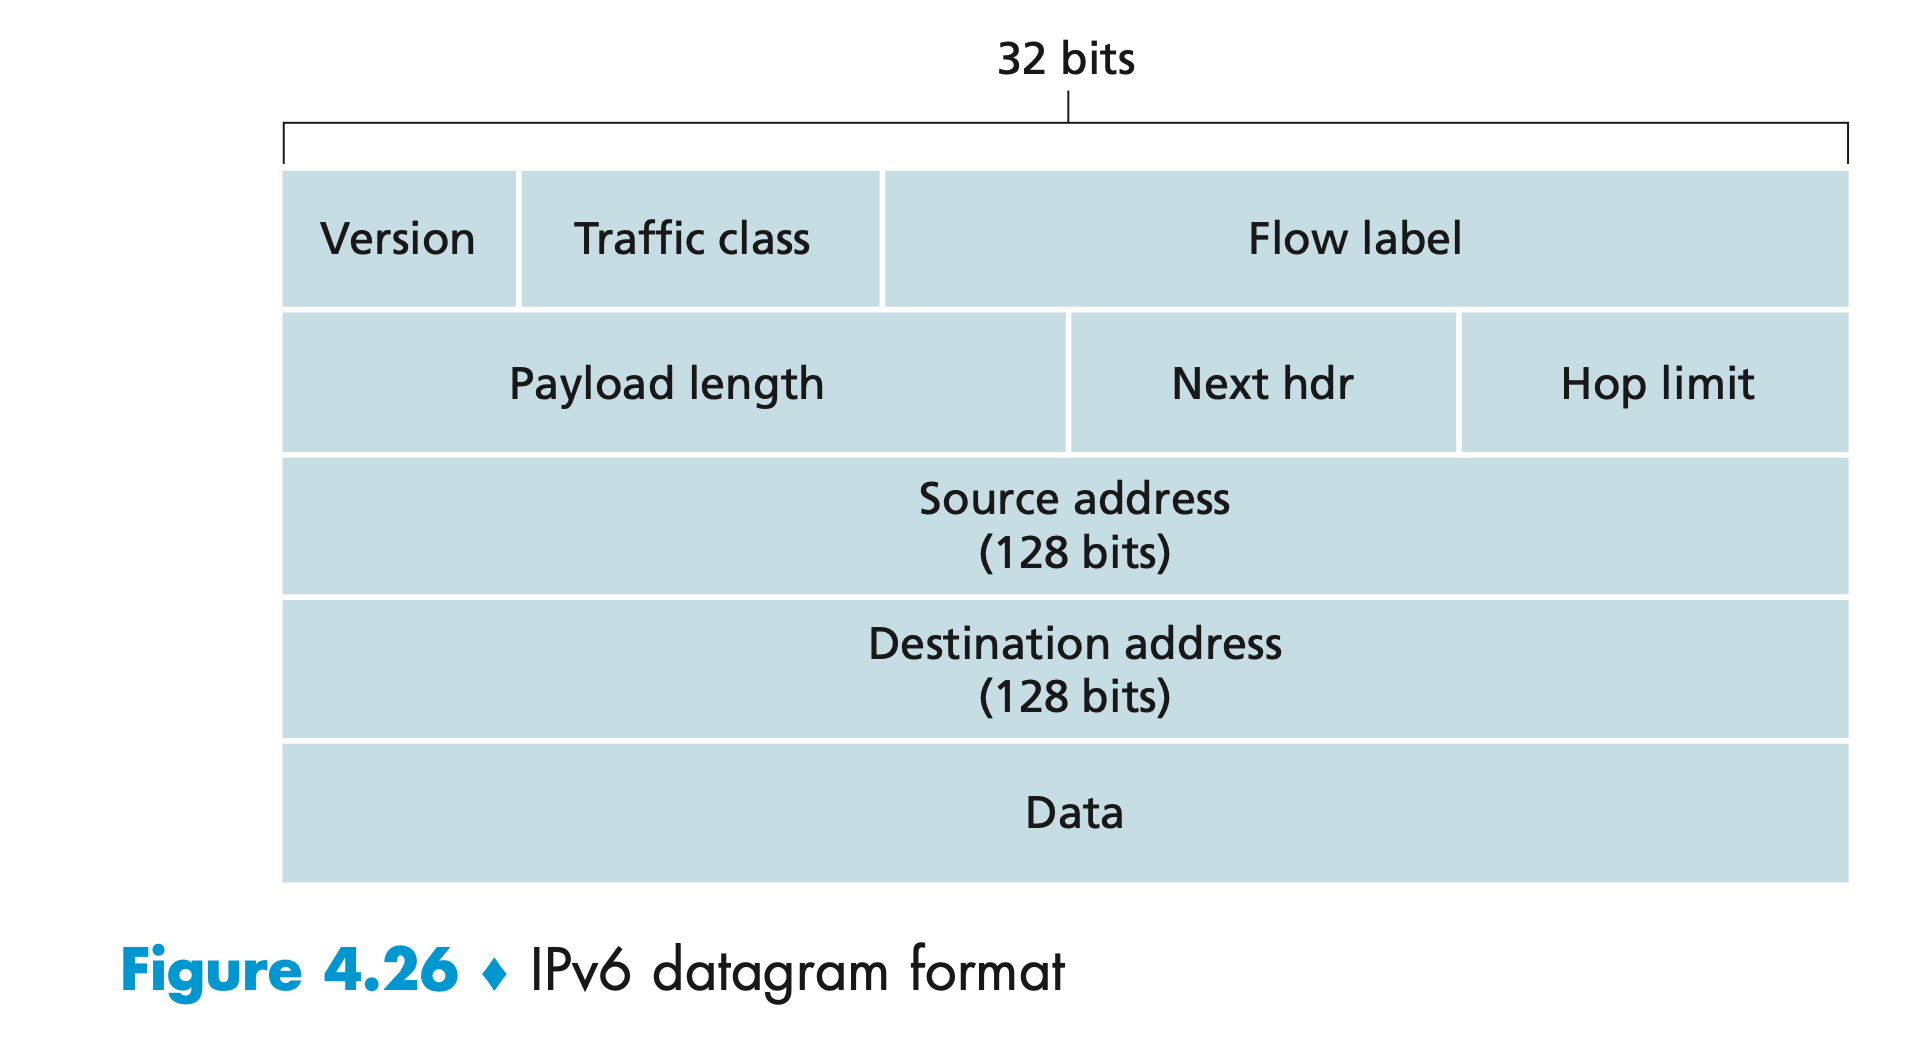 32 bits
Version Traffic class Flow label
Payload length Next hdr Hop limit
Source address
(128 bits)
Destination address
(128 bits)
Data
Figure 4.26 ♦ IPv6 datagram format